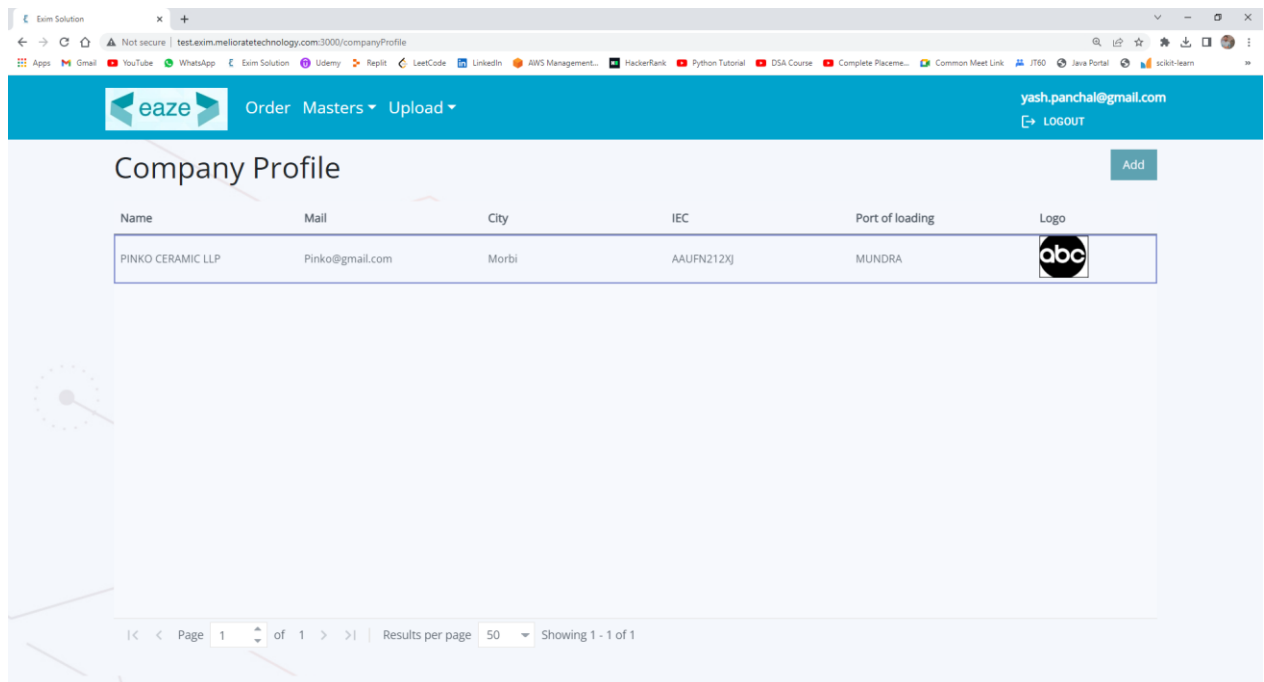 Exim Solution
Not secure | test.exim.melioratetechnology.com:3000/companyProfile
Apps Gmail YouTube WhatsApp Exim Solution Udemy Replit LeetCode LinkedIn AWS Management... HackerRank Python Tutorial DSA Course Complete Placeme... Common Meet Link JT60 Java Portal scikit-learn »
eaze Order Masters Upload yash.panchal@gmail.com
LOGOUT
Company Profile Add
Name Mail City IEC Port of loading Logo
PINKO CERAMIC LLP Pinko@gmail.com Morbi AAUFN212XJ MUNDRA abc
Page 1 of 1 Results per page 50 Showing 1 - 1 of 1